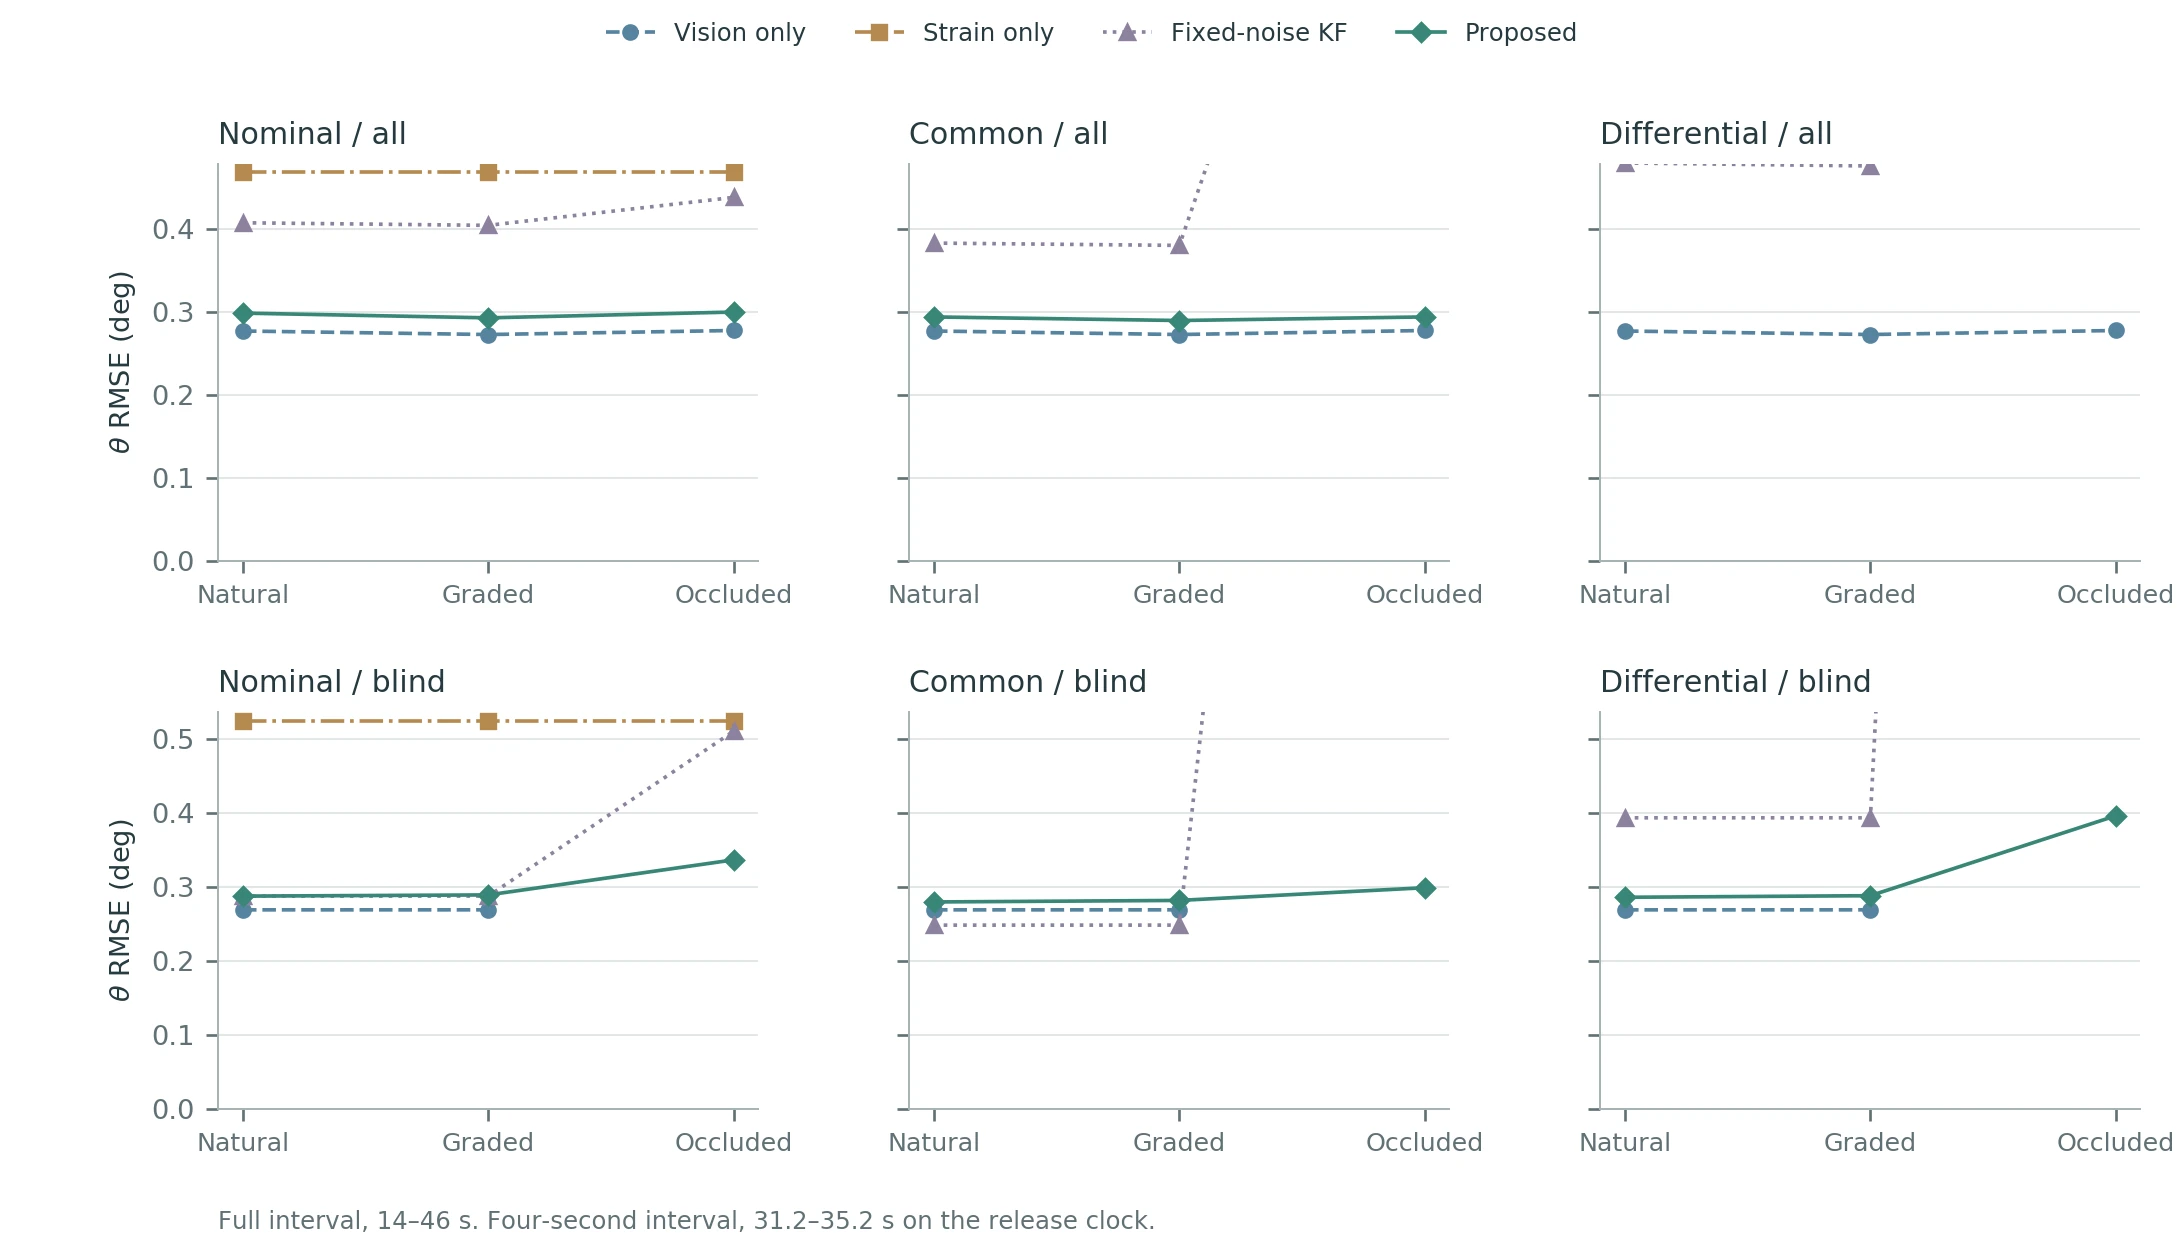 Vision only Strain only Fixed-noise KF Proposed
Nominal / all Common / all Differential / all
θ RMSE (deg)
0.4
0.3
0.2
0.1
0.0
Natural Graded Occluded Natural Graded Occluded Natural Graded Occluded
Nominal / blind Common / blind Differential / blind
θ RMSE (deg)
0.5
0.4
0.3
0.2
0.1
0.0
Natural Graded Occluded Natural Graded Occluded Natural Graded Occluded
Full interval, 14–46 s. Four-second interval, 31.2–35.2 s on the release clock.